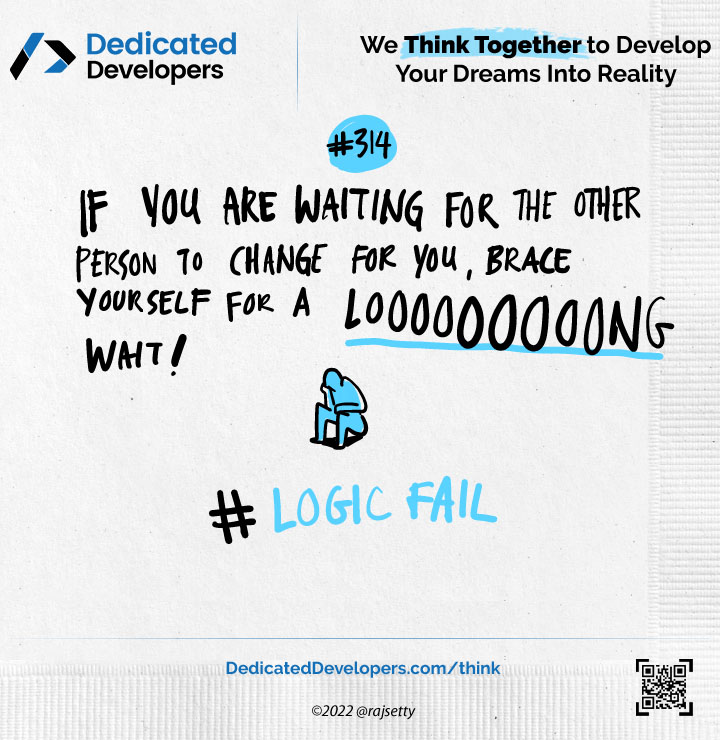 Dedicated
Developers
We Think Together to Develop
Your Dreams Into Reality
#314
IF YOU ARE WAITING FOR THE OTHER
PERSON TO CHANGE FOR YOU, BRACE
YOURSELF FOR A LOOOOOOOOOONG
WAIT!
# LOGIC FAIL
DedicatedDevelopers.com/think
©2022 @rajsetty